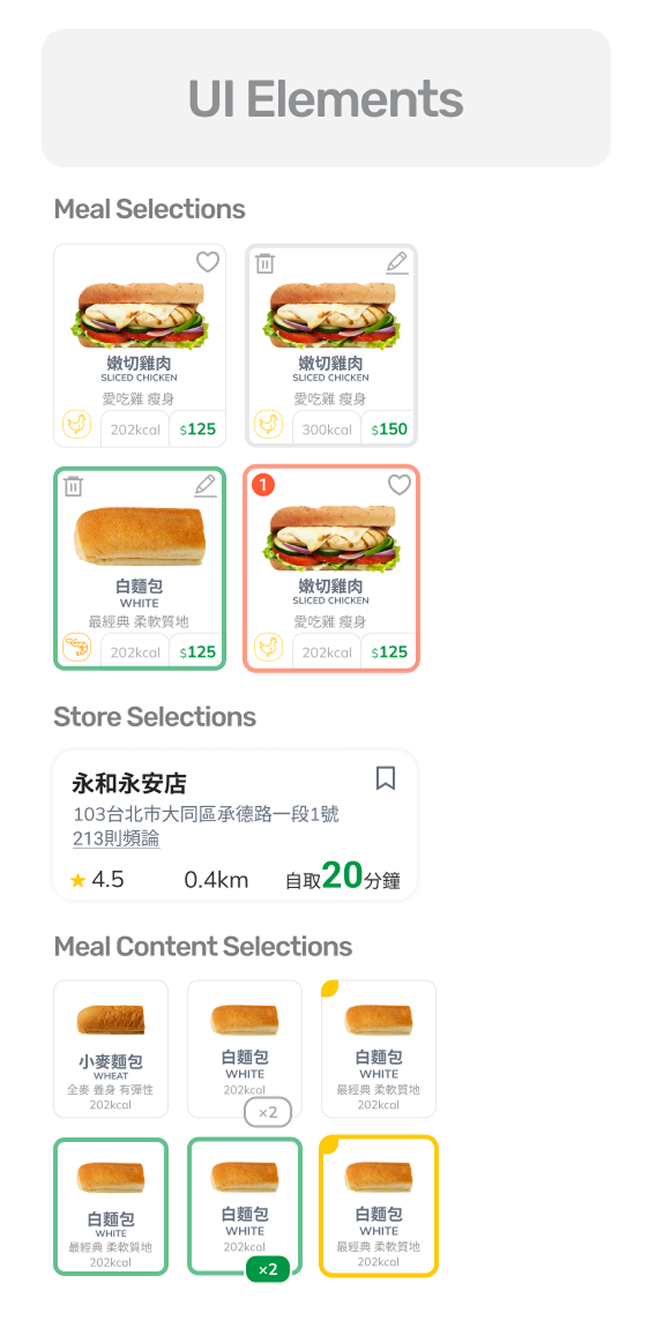 UI Elements
Meal Selections
嫩切雞肉
SLICED CHICKEN
愛吃雞 瘦身
202kcal
$125
嫩切雞肉
SLICED CHICKEN
愛吃雞 瘦身
300kcal
$150
白麵包
WHITE
最經典 柔軟質地
202kcal
$125
1
嫩切雞肉
SLICED CHICKEN
愛吃雞 瘦身
202kcal
$125
Store Selections
永和永安店
103台北市大同區承德路一段1號
213則頻論
4.5
0.4km
自取20分鐘
Meal Content Selections
小麥麵包
WHEAT
全麥 養身 有彈性
202kcal
白麵包
WHITE
202kcal
×2
白麵包
WHITE
最經典 柔軟質地
202kcal
白麵包
WHITE
最經典 柔軟質地
202kcal
白麵包
WHITE
202kcal
×2
白麵包
WHITE
最經典 柔軟質地
202kcal